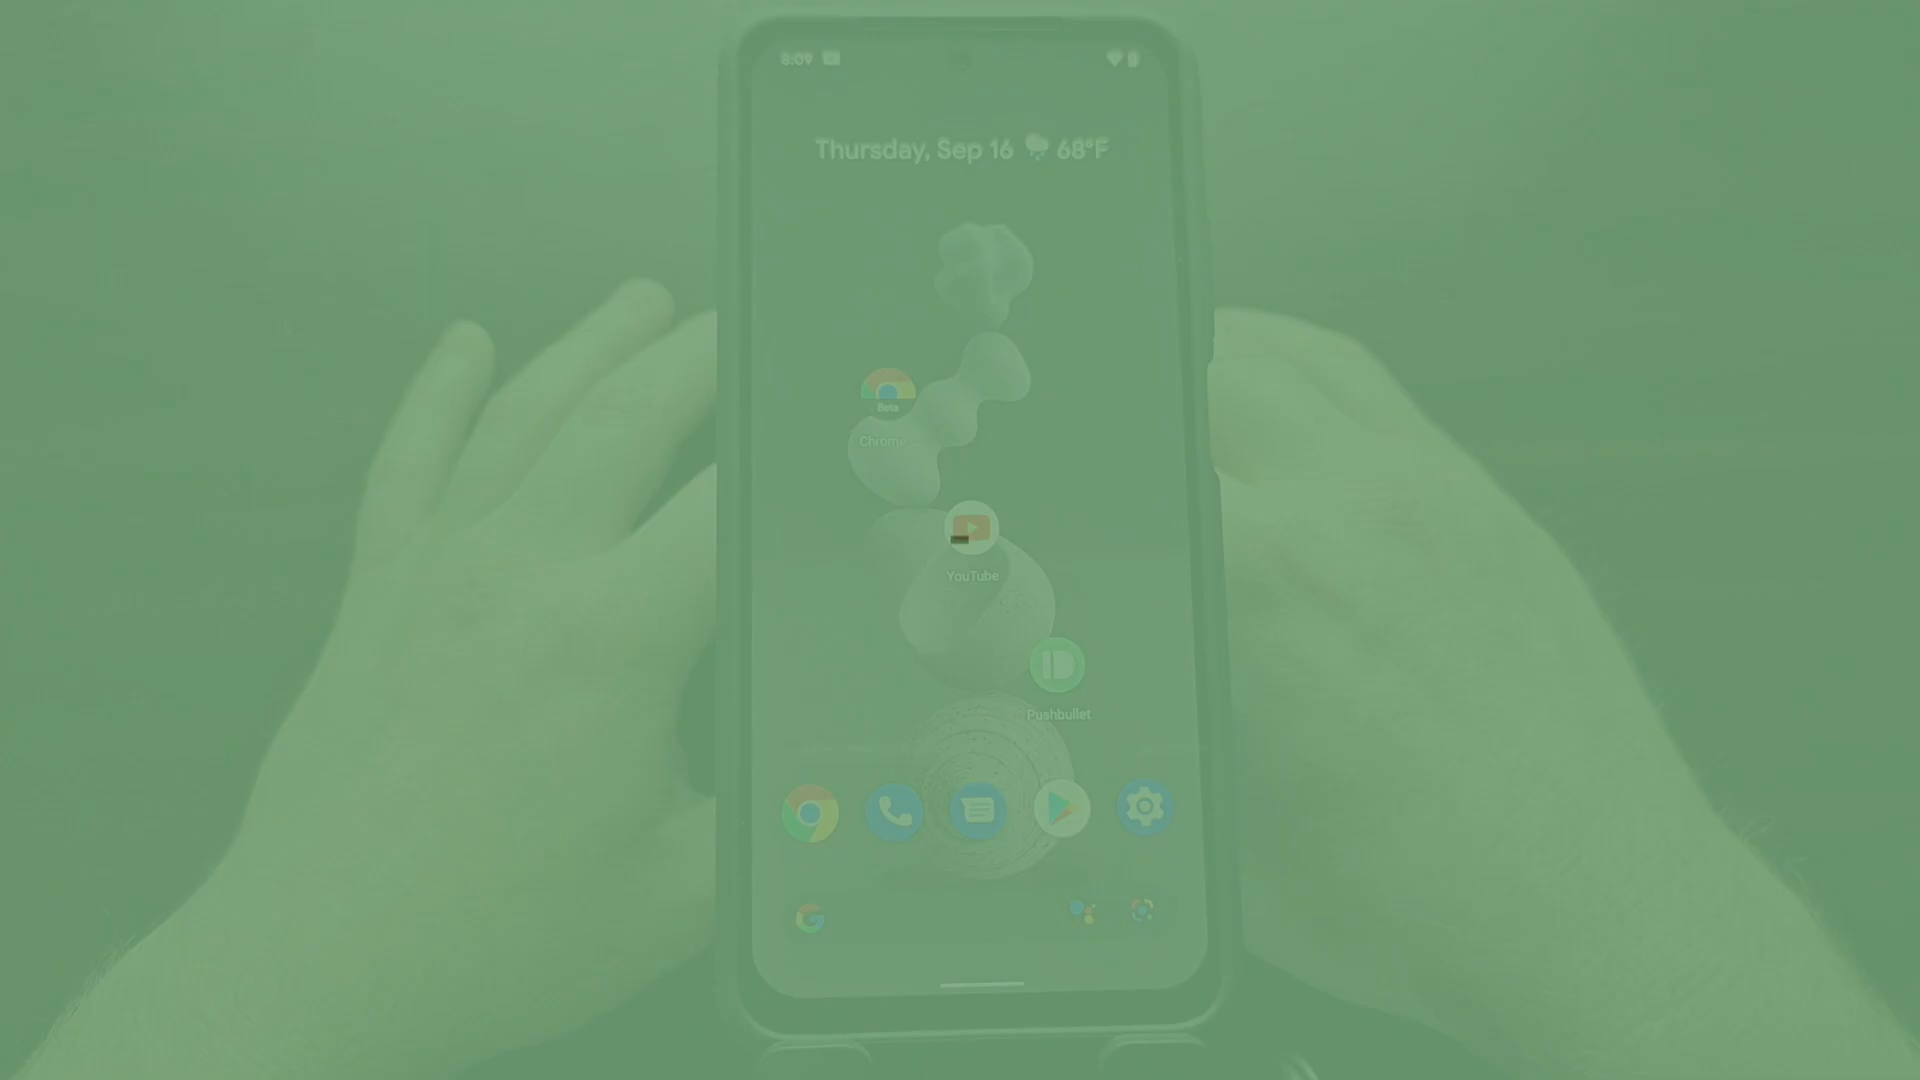 8:09
Thursday, Sep 16 68°F
Beta
Chrome ...
YouTube
Pushbullet